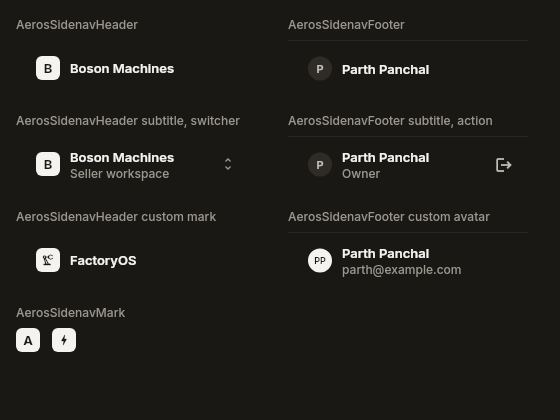 AerosSidenavHeader
B Boson Machines
AerosSidenavHeader subtitle, switcher
B Boson Machines
Seller workspace
AerosSidenavHeader custom mark
FactoryOS
AerosSidenavMark
A
AerosSidenavFooter
P Parth Panchal
AerosSidenavFooter subtitle, action
P Parth Panchal
Owner
AerosSidenavFooter custom avatar
PP Parth Panchal
parth@example.com